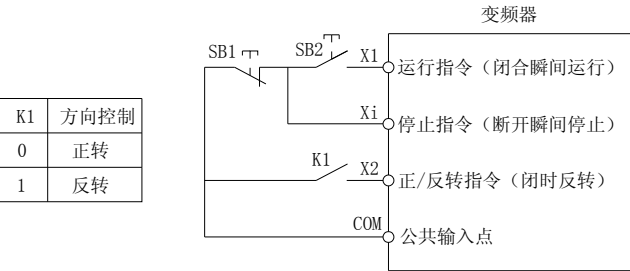 变频器
SB1
SB2
X1
运行指令（闭合瞬间运行）
Xi
停止指令（断开瞬间停止）
K1
X2
正/反转指令（闭时反转）
COM
公共输入点
K1 方向控制
0 正转
1 反转